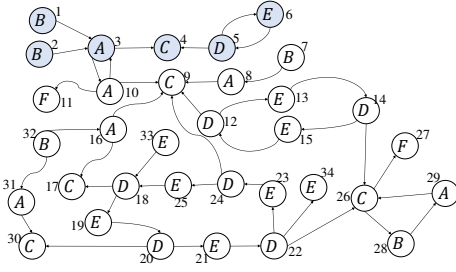 B 1
E 6
B 2
A 3
C 4
D 5
B 7
F 11
A 10
C 9
A 8
E 13
D 14
D 12
E 15
B 32
A 16
E 33
F 27
A 31
C 17
D 18
E 25
D 24
E 23
E 34
C 26
A 29
E 19
C 30
D 20
E 21
D 22
B 28